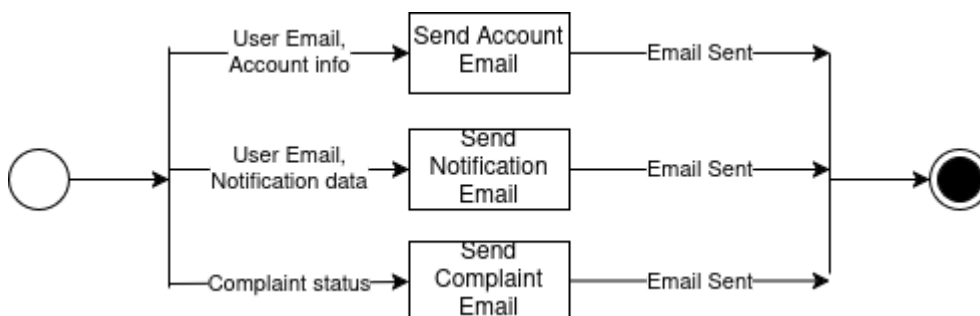 User Email,
Account info
Send Account
Email
Email Sent
User Email,
Notification data
Send
Notification
Email
Email Sent
Complaint status
Send
Complaint
Email
Email Sent